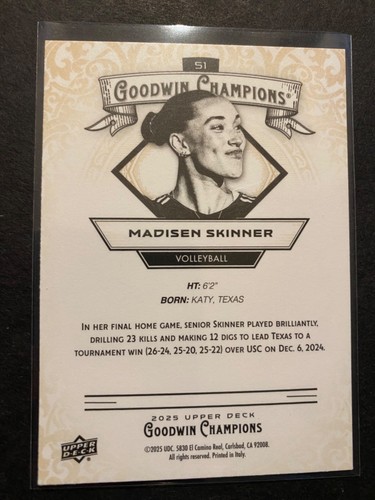 51
GOODWIN CHAMPIONS®
MADISEN SKINNER
VOLLEYBALL
HT: 6'2"
BORN: KATY, TEXAS
IN HER FINAL HOME GAME, SENIOR SKINNER PLAYED BRILLIANTLY,
DRILLING 23 KILLS AND MAKING 12 DIGS TO LEAD TEXAS TO A
TOURNAMENT WIN (26-24, 25-20, 25-22) OVER USC ON DEC. 6, 2024.
2025 UPPER DECK
GOODWIN CHAMPIONS
©2025 UDC. 5830 El Camino Real, Carlsbad, CA 92008.
All rights reserved. Printed in Italy.
UPPER
DECK